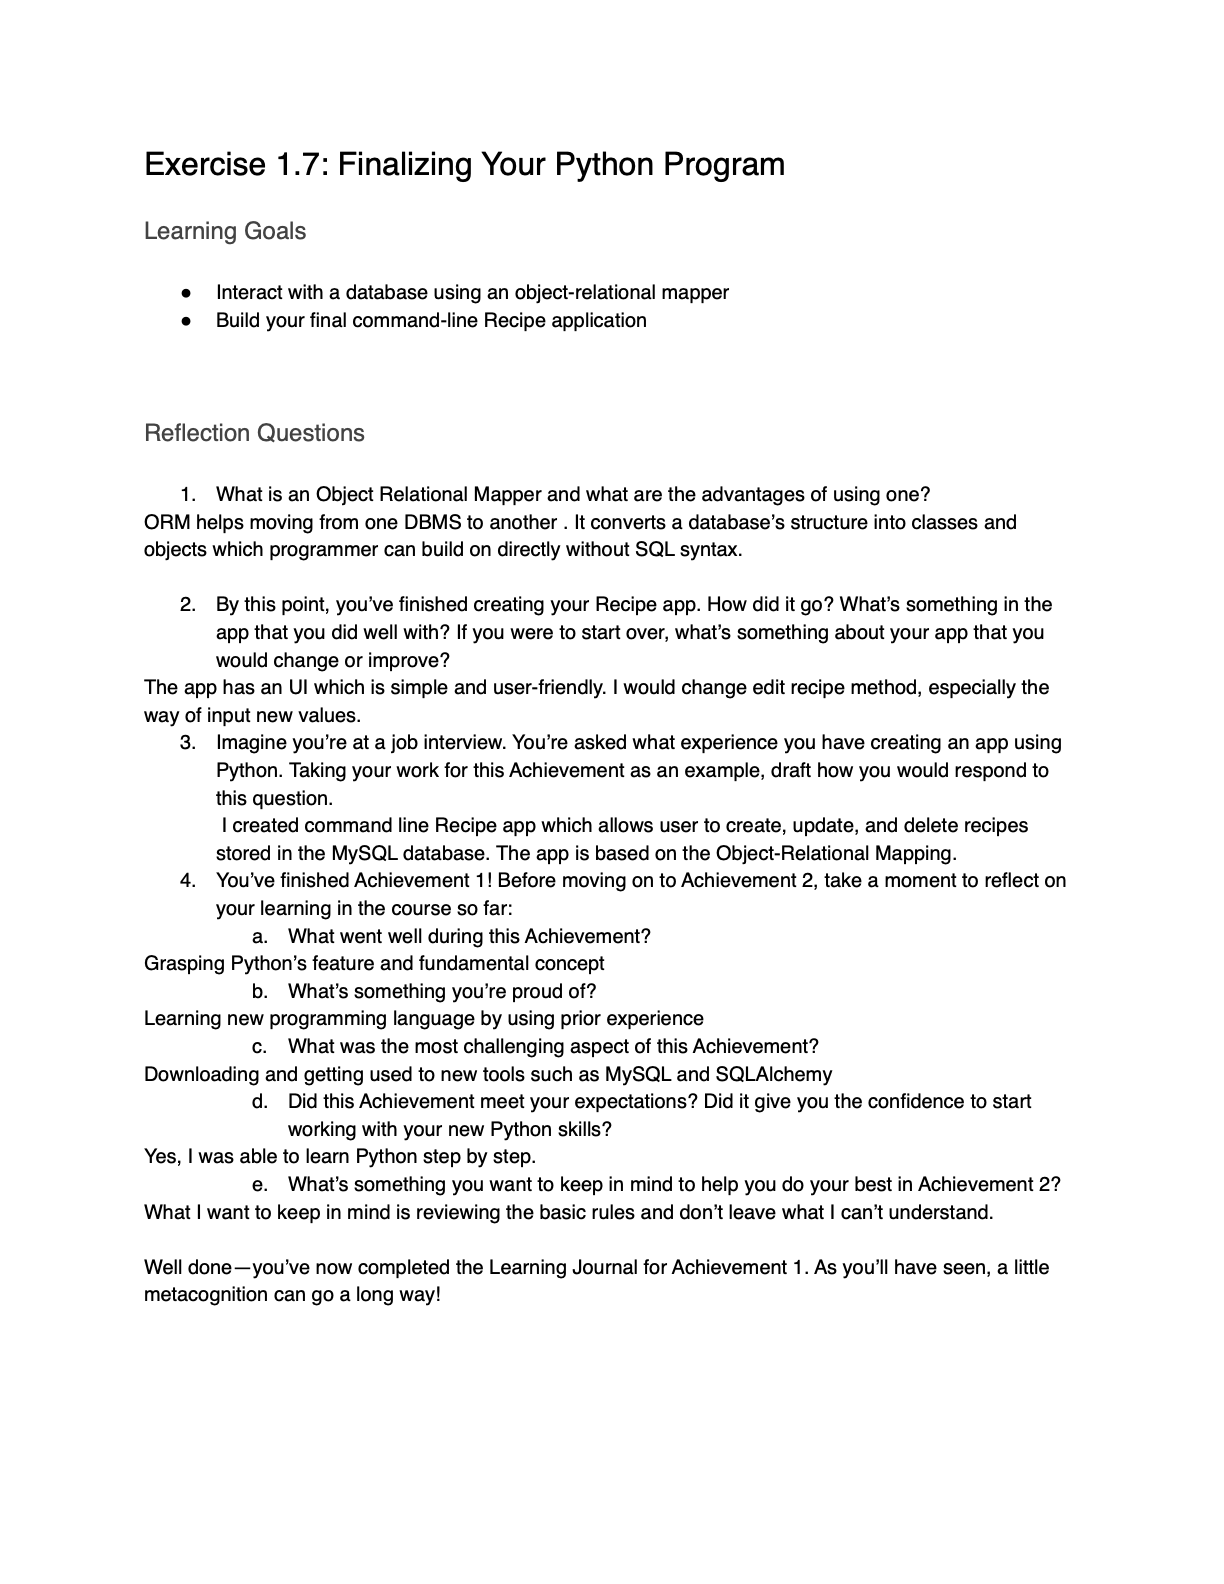 Exercise 1.7: Finalizing Your Python Program
Learning Goals
● Interact with a database using an object-relational mapper
● Build your final command-line Recipe application
Reflection Questions
1. What is an Object Relational Mapper and what are the advantages of using one?
ORM helps moving from one DBMS to another . It converts a database’s structure into classes and
objects which programmer can build on directly without SQL syntax.
2. By this point, you’ve finished creating your Recipe app. How did it go? What’s something in the
app that you did well with? If you were to start over, what’s something about your app that you
would change or improve?
The app has an UI which is simple and user-friendly. I would change edit recipe method, especially the
way of input new values.
3. Imagine you’re at a job interview. You’re asked what experience you have creating an app using
Python. Taking your work for this Achievement as an example, draft how you would respond to
this question.
I created command line Recipe app which allows user to create, update, and delete recipes
stored in the MySQL database. The app is based on the Object-Relational Mapping.
4. You’ve finished Achievement 1! Before moving on to Achievement 2, take a moment to reflect on
your learning in the course so far:
a. What went well during this Achievement?
Grasping Python’s feature and fundamental concept
b. What’s something you’re proud of?
Learning new programming language by using prior experience
c. What was the most challenging aspect of this Achievement?
Downloading and getting used to new tools such as MySQL and SQLAlchemy
d. Did this Achievement meet your expectations? Did it give you the confidence to start
working with your new Python skills?
Yes, I was able to learn Python step by step.
e. What’s something you want to keep in mind to help you do your best in Achievement 2?
What I want to keep in mind is reviewing the basic rules and don’t leave what I can’t understand.
Well done—you’ve now completed the Learning Journal for Achievement 1. As you’ll have seen, a little
metacognition can go a long way!